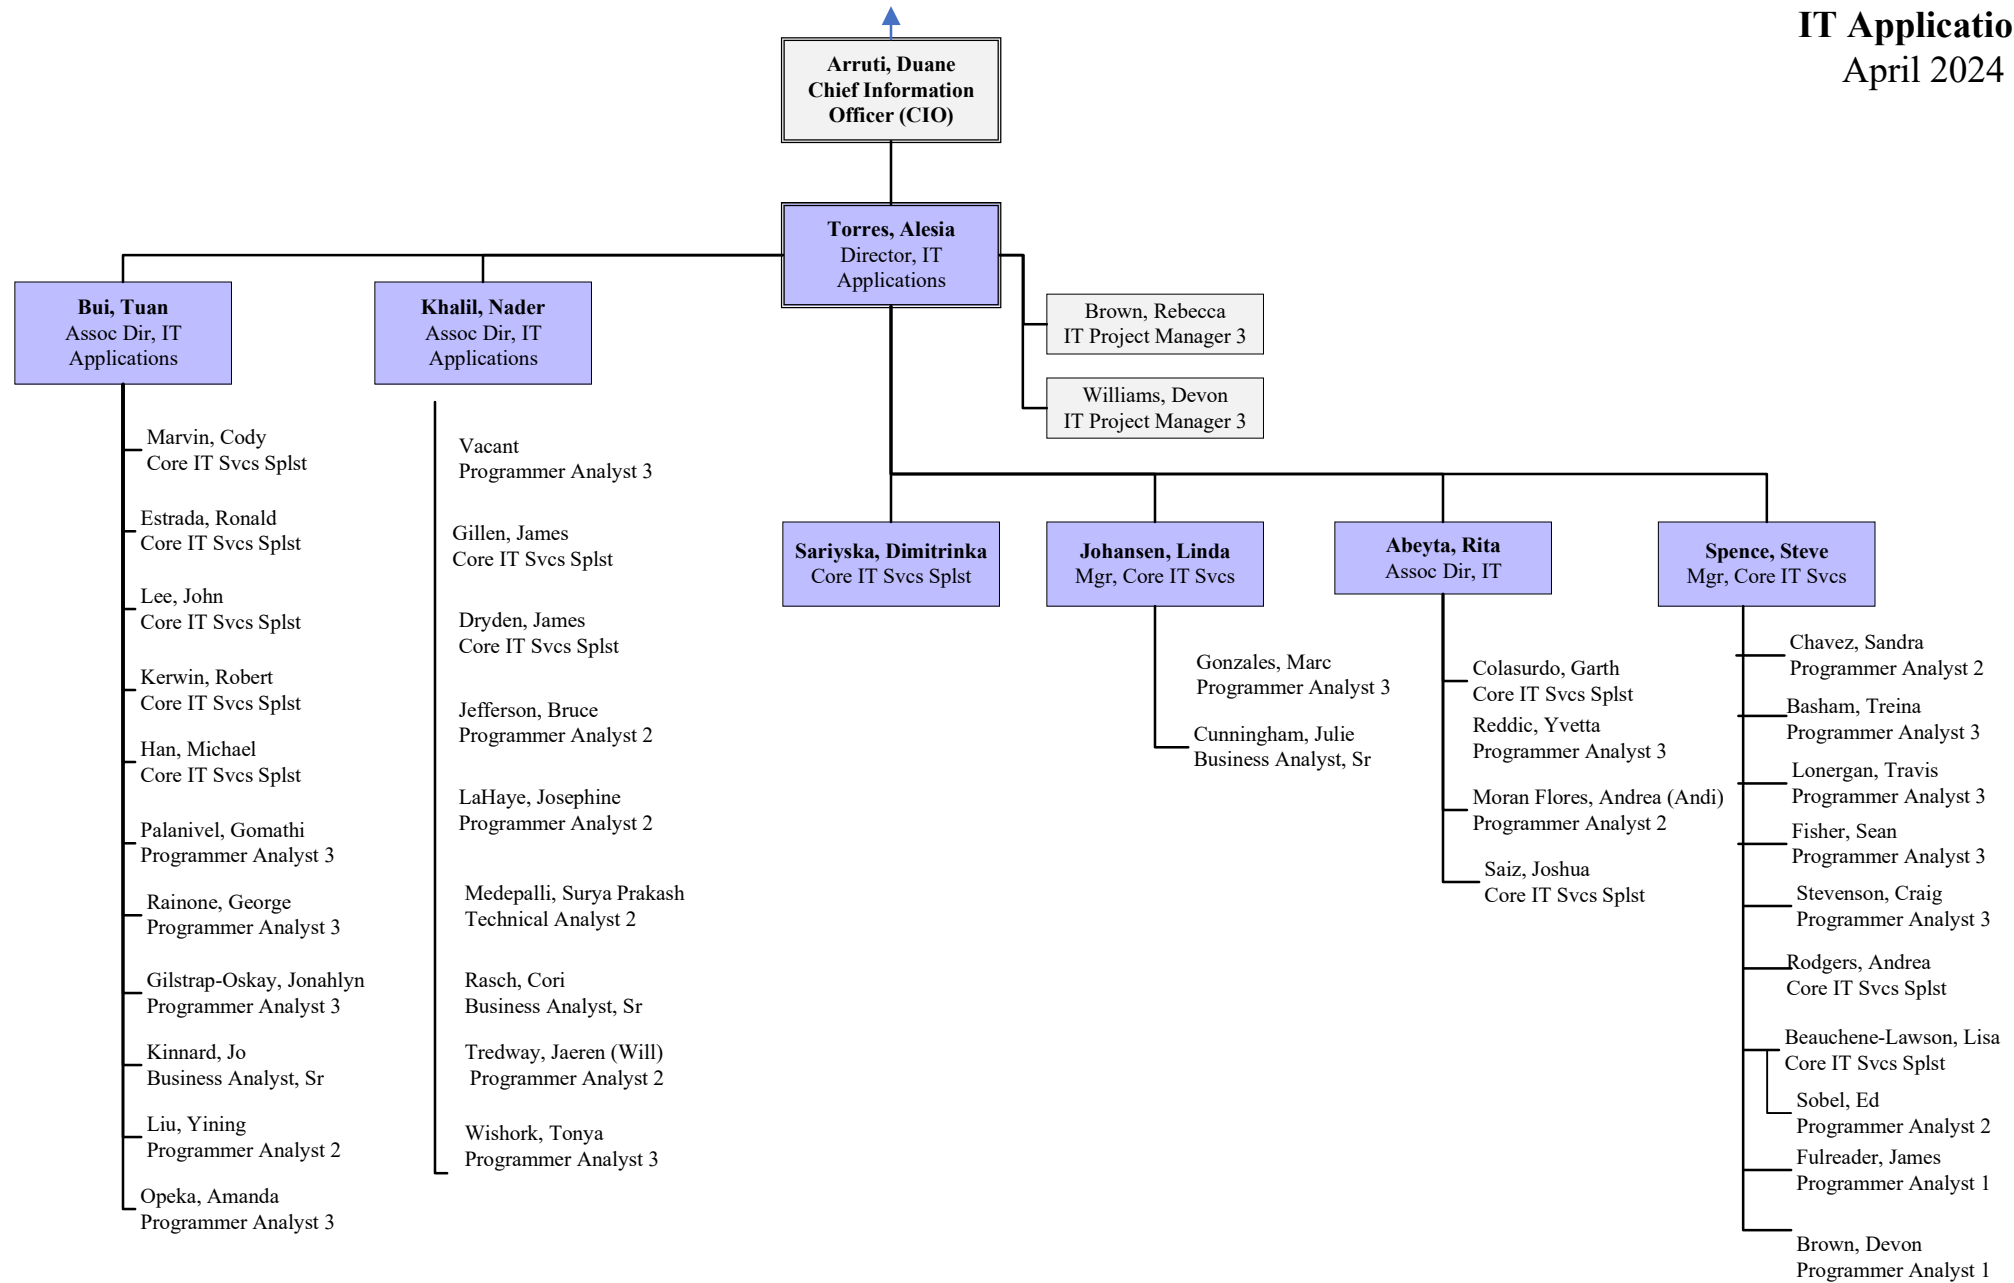 IT Applicatio
April 2024
Arruti, Duane
Chief Information
Officer (CIO)
Torres, Alesia
Director, IT
Applications
Bui, Tuan
Assoc Dir, IT
Applications
Khalil, Nader
Assoc Dir, IT
Applications
Brown, Rebecca
IT Project Manager 3
Williams, Devon
IT Project Manager 3
Marvin, Cody
Core IT Svcs Splst
Estrada, Ronald
Core IT Svcs Splst
Lee, John
Core IT Svcs Splst
Kerwin, Robert
Core IT Svcs Splst
Han, Michael
Core IT Svcs Splst
Palanivel, Gomathi
Programmer Analyst 3
Rainone, George
Programmer Analyst 3
Gilstrap-Oskay, Jonahlyn
Programmer Analyst 3
Kinnard, Jo
Business Analyst, Sr
Liu, Yining
Programmer Analyst 2
Opeka, Amanda
Programmer Analyst 3
Vacant
Programmer Analyst 3
Gillen, James
Core IT Svcs Splst
Dryden, James
Core IT Svcs Splst
Jefferson, Bruce
Programmer Analyst 2
LaHaye, Josephine
Programmer Analyst 2
Medepalli, Surya Prakash
Technical Analyst 2
Rasch, Cori
Business Analyst, Sr
Tredway, Jaeren (Will)
Programmer Analyst 2
Wishork, Tonya
Programmer Analyst 3
Sariyska, Dimitrinka
Core IT Svcs Splst
Johansen, Linda
Mgr, Core IT Svcs
Gonzales, Marc
Programmer Analyst 3
Cunningham, Julie
Business Analyst, Sr
Abeyta, Rita
Assoc Dir, IT
Colasurdo, Garth
Core IT Svcs Splst
Reddic, Yvetta
Programmer Analyst 3
Moran Flores, Andrea (Andi)
Programmer Analyst 2
Saiz, Joshua
Core IT Svcs Splst
Spence, Steve
Mgr, Core IT Svcs
Chavez, Sandra
Programmer Analyst 2
Basham, Treina
Programmer Analyst 3
Lonergan, Travis
Programmer Analyst 3
Fisher, Sean
Programmer Analyst 3
Stevenson, Craig
Programmer Analyst 3
Rodgers, Andrea
Core IT Svcs Splst
Beauchene-Lawson, Lisa
Core IT Svcs Splst
Sobel, Ed
Programmer Analyst 2
Fulreader, James
Programmer Analyst 1
Brown, Devon
Programmer Analyst 1